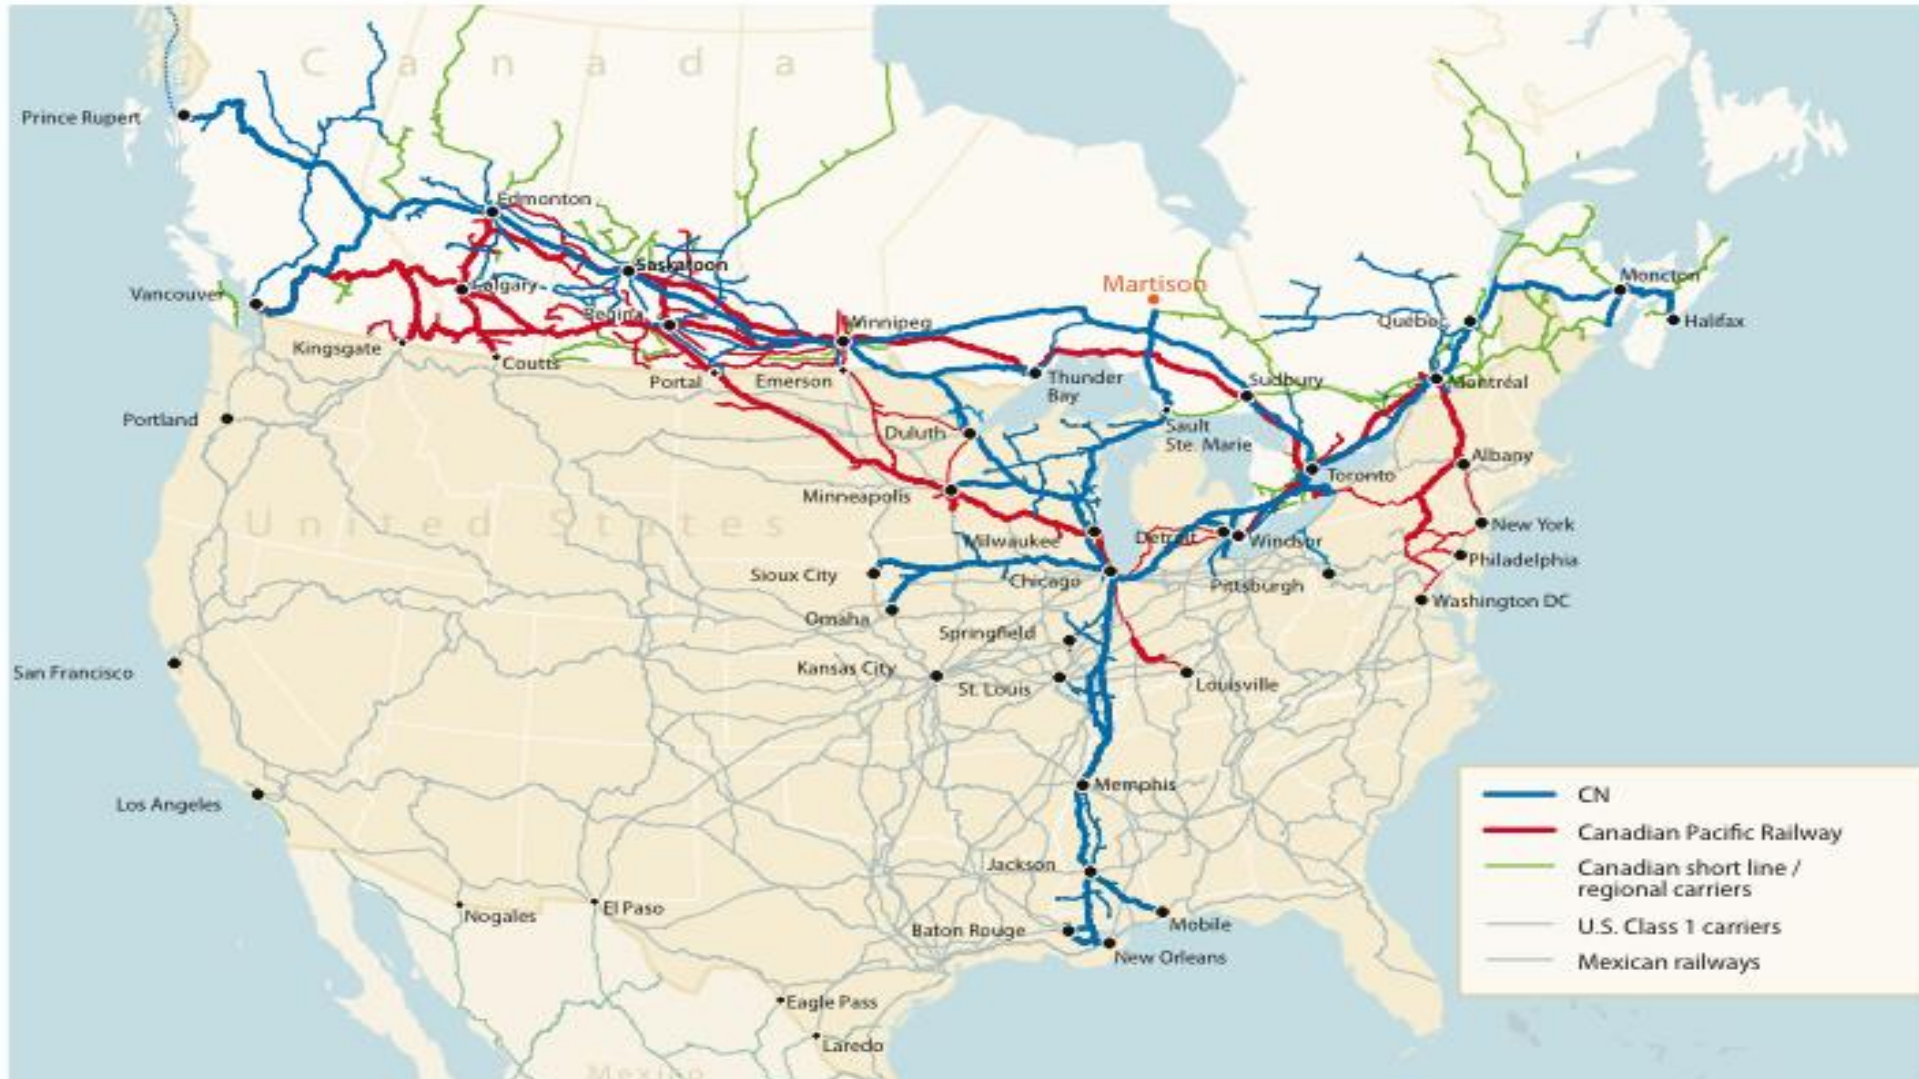 Canada
Prince Rupert
Edmonton
Saskatoon
Martison
Moncton
Vancouver
Calgary
Regina
Winnipeg
Québec
Halifax
Kingsgate
Coutts
Portal
Emerson
Thunder
Bay
Sudbury
Montréal
Portland
Duluth
Sault
Ste. Marie
Albany
Toronto
Minneapolis
United States
New York
Milwaukee
Detroit
Windsor
Philadelphia
Sioux City
Chicago
Pittsburgh
Washington DC
Omaha
Springfield
San Francisco
Kansas City
St. Louis
Louisville
Memphis
Los Angeles
Jackson
Nogales
El Paso
Baton Rouge
Mobile
New Orleans
Eagle Pass
Laredo
Mexico
CN
Canadian Pacific Railway
Canadian short line /
regional carriers
U.S. Class 1 carriers
Mexican railways